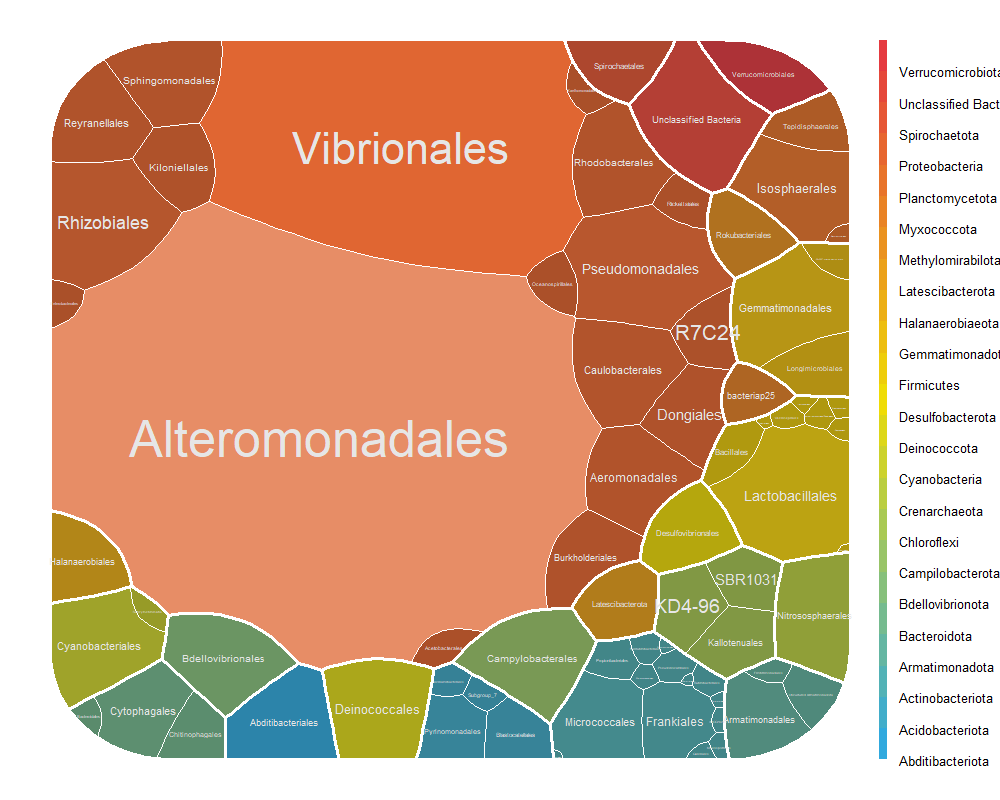 Sphingomonadales
Spirochaetales
Verrucomicrobiales
Reyranellales
Unclassified Bacteria
Tepidisphaerales
Vibrionales
Kiloniellales
Rhodobacterales
Isosphaerales
Rhizobiales
Rickettsiales
Rokubacteriales
Pseudomonadales
Oceanospirillales
Gemmatimonadales
R7C24
Caulobacterales
Longimicrobiales
bacteriap25
Dongiales
Alteromonadales
Bacillales
Aeromonadales
Lactobacillales
Desulfovibrionales
Halanaerobiales
Burkholderiales
SBR1031
Latescibacterota
KD4-96
Nitrososphaerales
Cyanobacteriales
Acetobacterales
Kallotenuales
Bdellovibrionales
Campylobacterales
Subgroup_7
Cytophagales
Deinococcales
Abditibacteriales
Micrococcales
Frankiales
Armatimonadales
Chitinophagales
Pyrinomonadales
Blastocatellales
Verrucomicrobiota
Unclassified Bact
Spirochaetota
Proteobacteria
Planctomycetota
Myxococcota
Methylomirabilota
Latescibacterota
Halanaerobiaeota
Gemmatimonadot
Firmicutes
Desulfobacterota
Deinococcota
Cyanobacteria
Crenarchaeota
Chloroflexi
Campilobacterota
Bdellovibrionota
Bacteroidota
Armatimonadota
Actinobacteriota
Acidobacteriota
Abditibacteriota